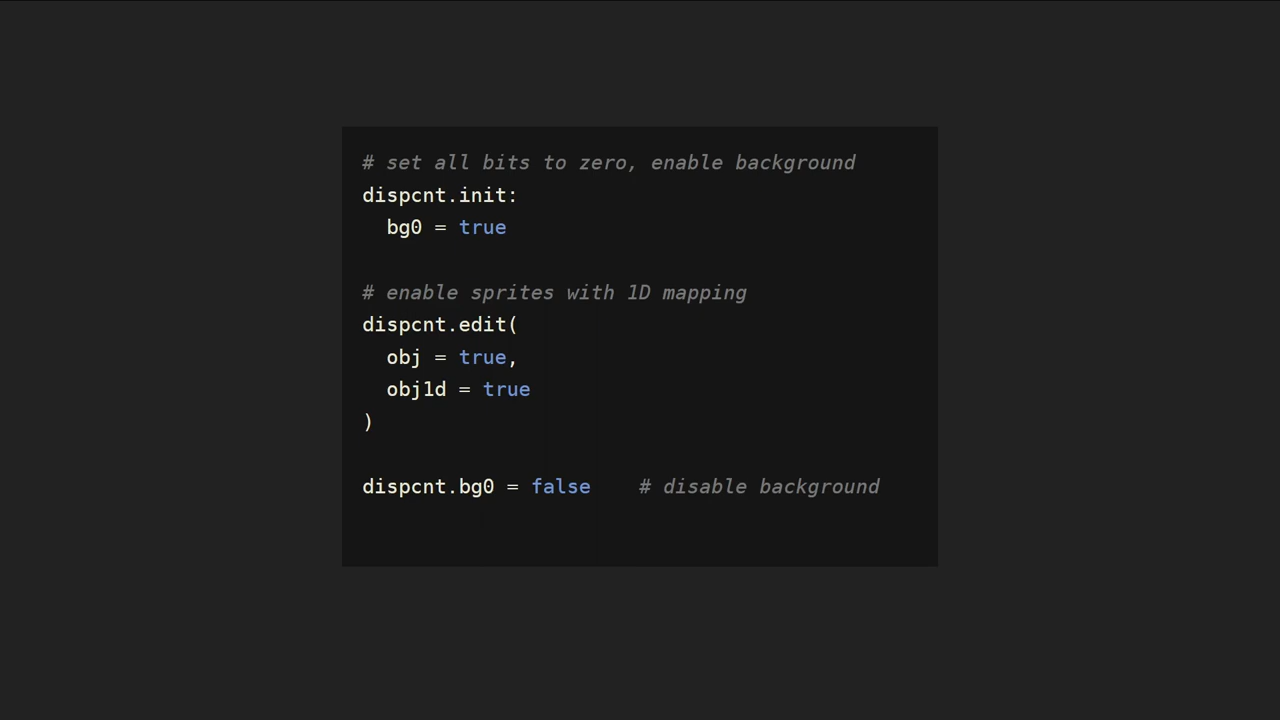 # set all bits to zero, enable background
dispcnt.init:
  bg0 = true

# enable sprites with 1D mapping
dispcnt.edit(
  obj = true,
  obj1d = true
)

dispcnt.bg0 = false    # disable background